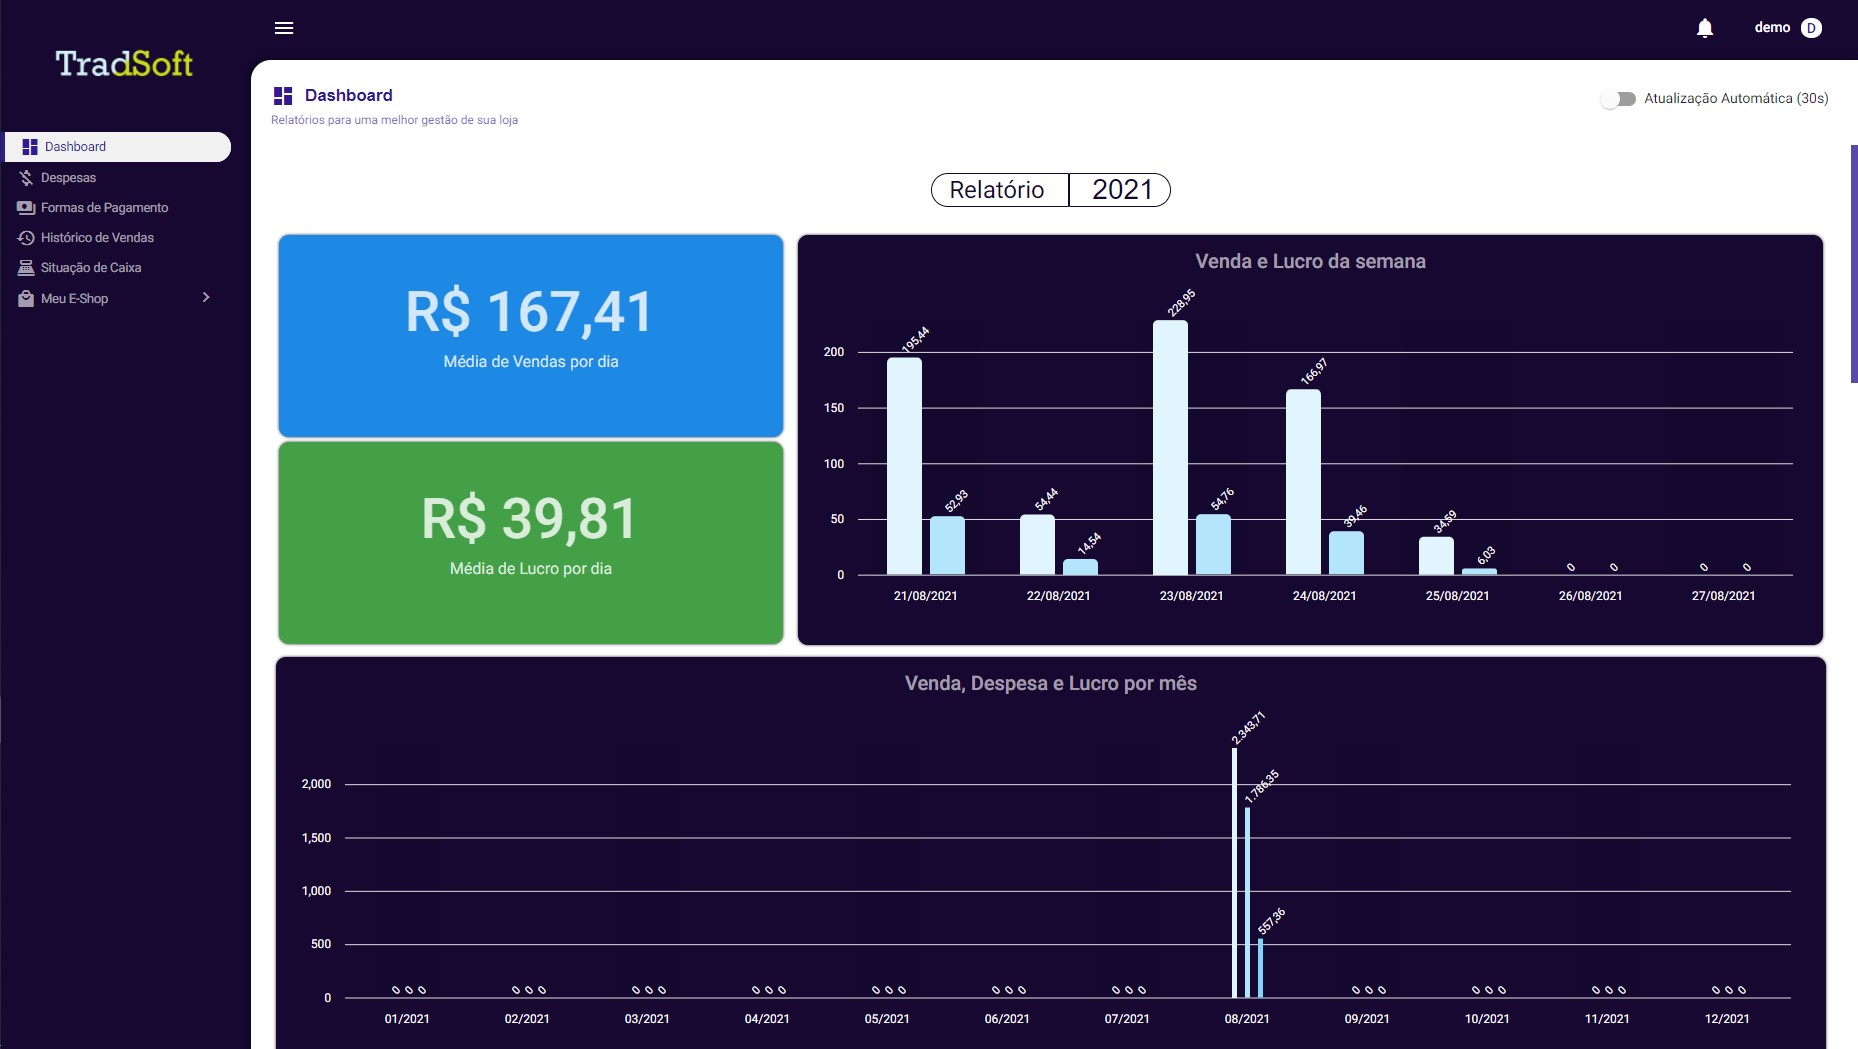 TradSoft
demo D
Dashboard
Despesas
Formas de Pagamento
Histórico de Vendas
Situação de Caixa
Meu E-Shop
Dashboard
Relatórios para uma melhor gestão de sua loja
Atualização Automática (30s)
Relatório 2021
R$ 167,41
Média de Vendas por dia
R$ 39,81
Média de Lucro por dia
Venda e Lucro da semana
200
150
100
50
0
195,44 52,93 54,44 14,54 228,95 54,76 166,97 39,46 34,59 6,03 0 0 0 0
21/08/2021 22/08/2021 23/08/2021 24/08/2021 25/08/2021 26/08/2021 27/08/2021
Venda, Despesa e Lucro por mês
2,000
1,500
1,000
500
0
0 0 0 0 0 0 0 0 0 0 0 0 0 0 0 0 0 0 0 0 0 2.343,71 1.786,35 557,36 0 0 0 0 0 0 0 0 0 0 0 0
01/2021 02/2021 03/2021 04/2021 05/2021 06/2021 07/2021 08/2021 09/2021 10/2021 11/2021 12/2021